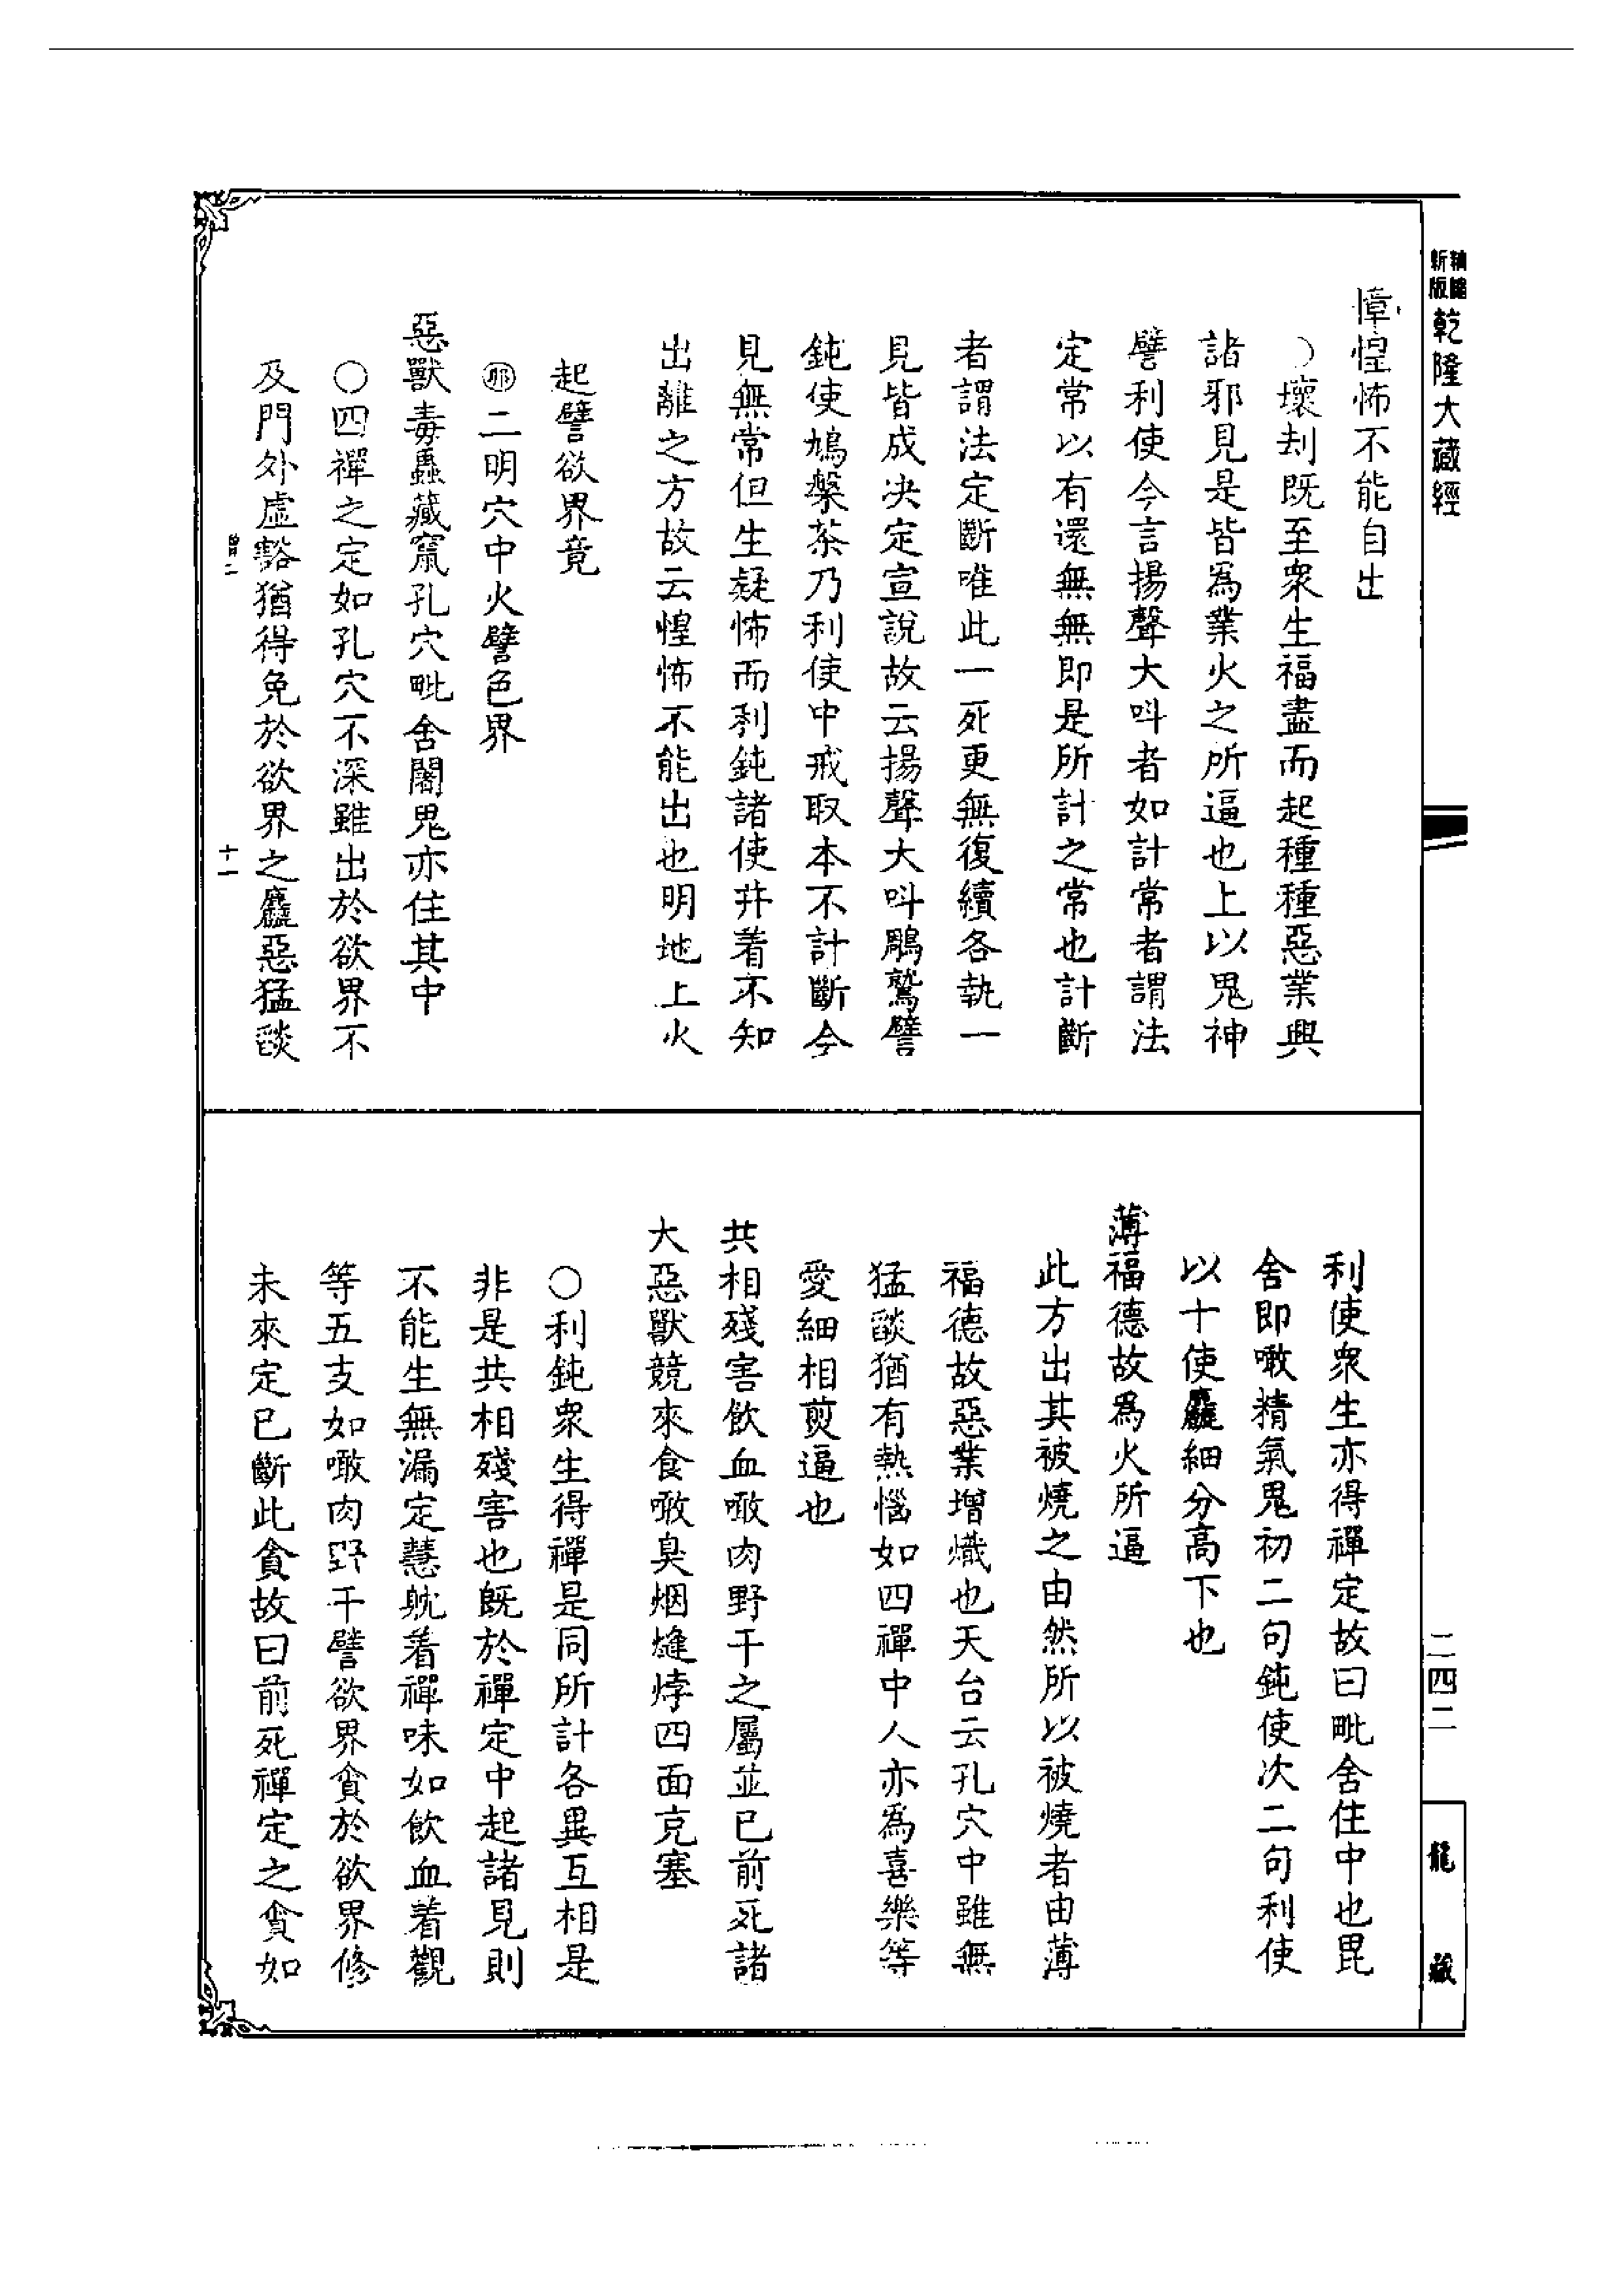 新編縮版
乾隆大藏經
二四二
龍藏
慞惶怖不能自出
○壞刦既至衆生福盡而起種種惡業興
諸邪見是皆爲業火之所逼也上以鬼神
譬利使今言揚聲大呌者如計常者謂法
定常以有還無無即是所計之常也計斷
者謂法定斷唯此一死更無復續各執一
見皆成決定宣說故云揚聲大呌鵰鷲譬
鈍使鳩槃茶乃利使中戒取本不計斷今
見無常但生疑怖而利鈍諸使幷着不知
出離之方故云惶怖不能出也明地上火
起譬欲界竟
二明穴中火譬色界
惡獸毒蟲藏竄孔穴毗舍闍鬼亦住其中
○四禪之定如孔穴不深雖出於欲界不
及門外虛豁猶得免於欲界之麤惡猛燄
十一
利使衆生亦得禪定故曰毗舍住中也毘
舍即噉精氣鬼初二句鈍使次二句利使
以十使麤細分高下也
薄福德故爲火所逼
此方出其被燒之由然所以被燒者由薄
福德故惡業增熾也天台云孔穴中雖無
猛燄猶有熱惱如四禪中人亦爲喜樂等
愛細相煎逼也
共相殘害飲血噉肉野干之屬並已前死諸
大惡獸競來食噉臭烟熢㶿四面充塞
○利鈍衆生得禪是同所計各異互相是
非是共相殘害也旣於禪定中起諸見則
不能生無漏定慧躭着禪味如飲血着觀
等五支如噉肉野干譬欲界貪於欲界修
未來定已斷此貪故曰前死禪定之貪如